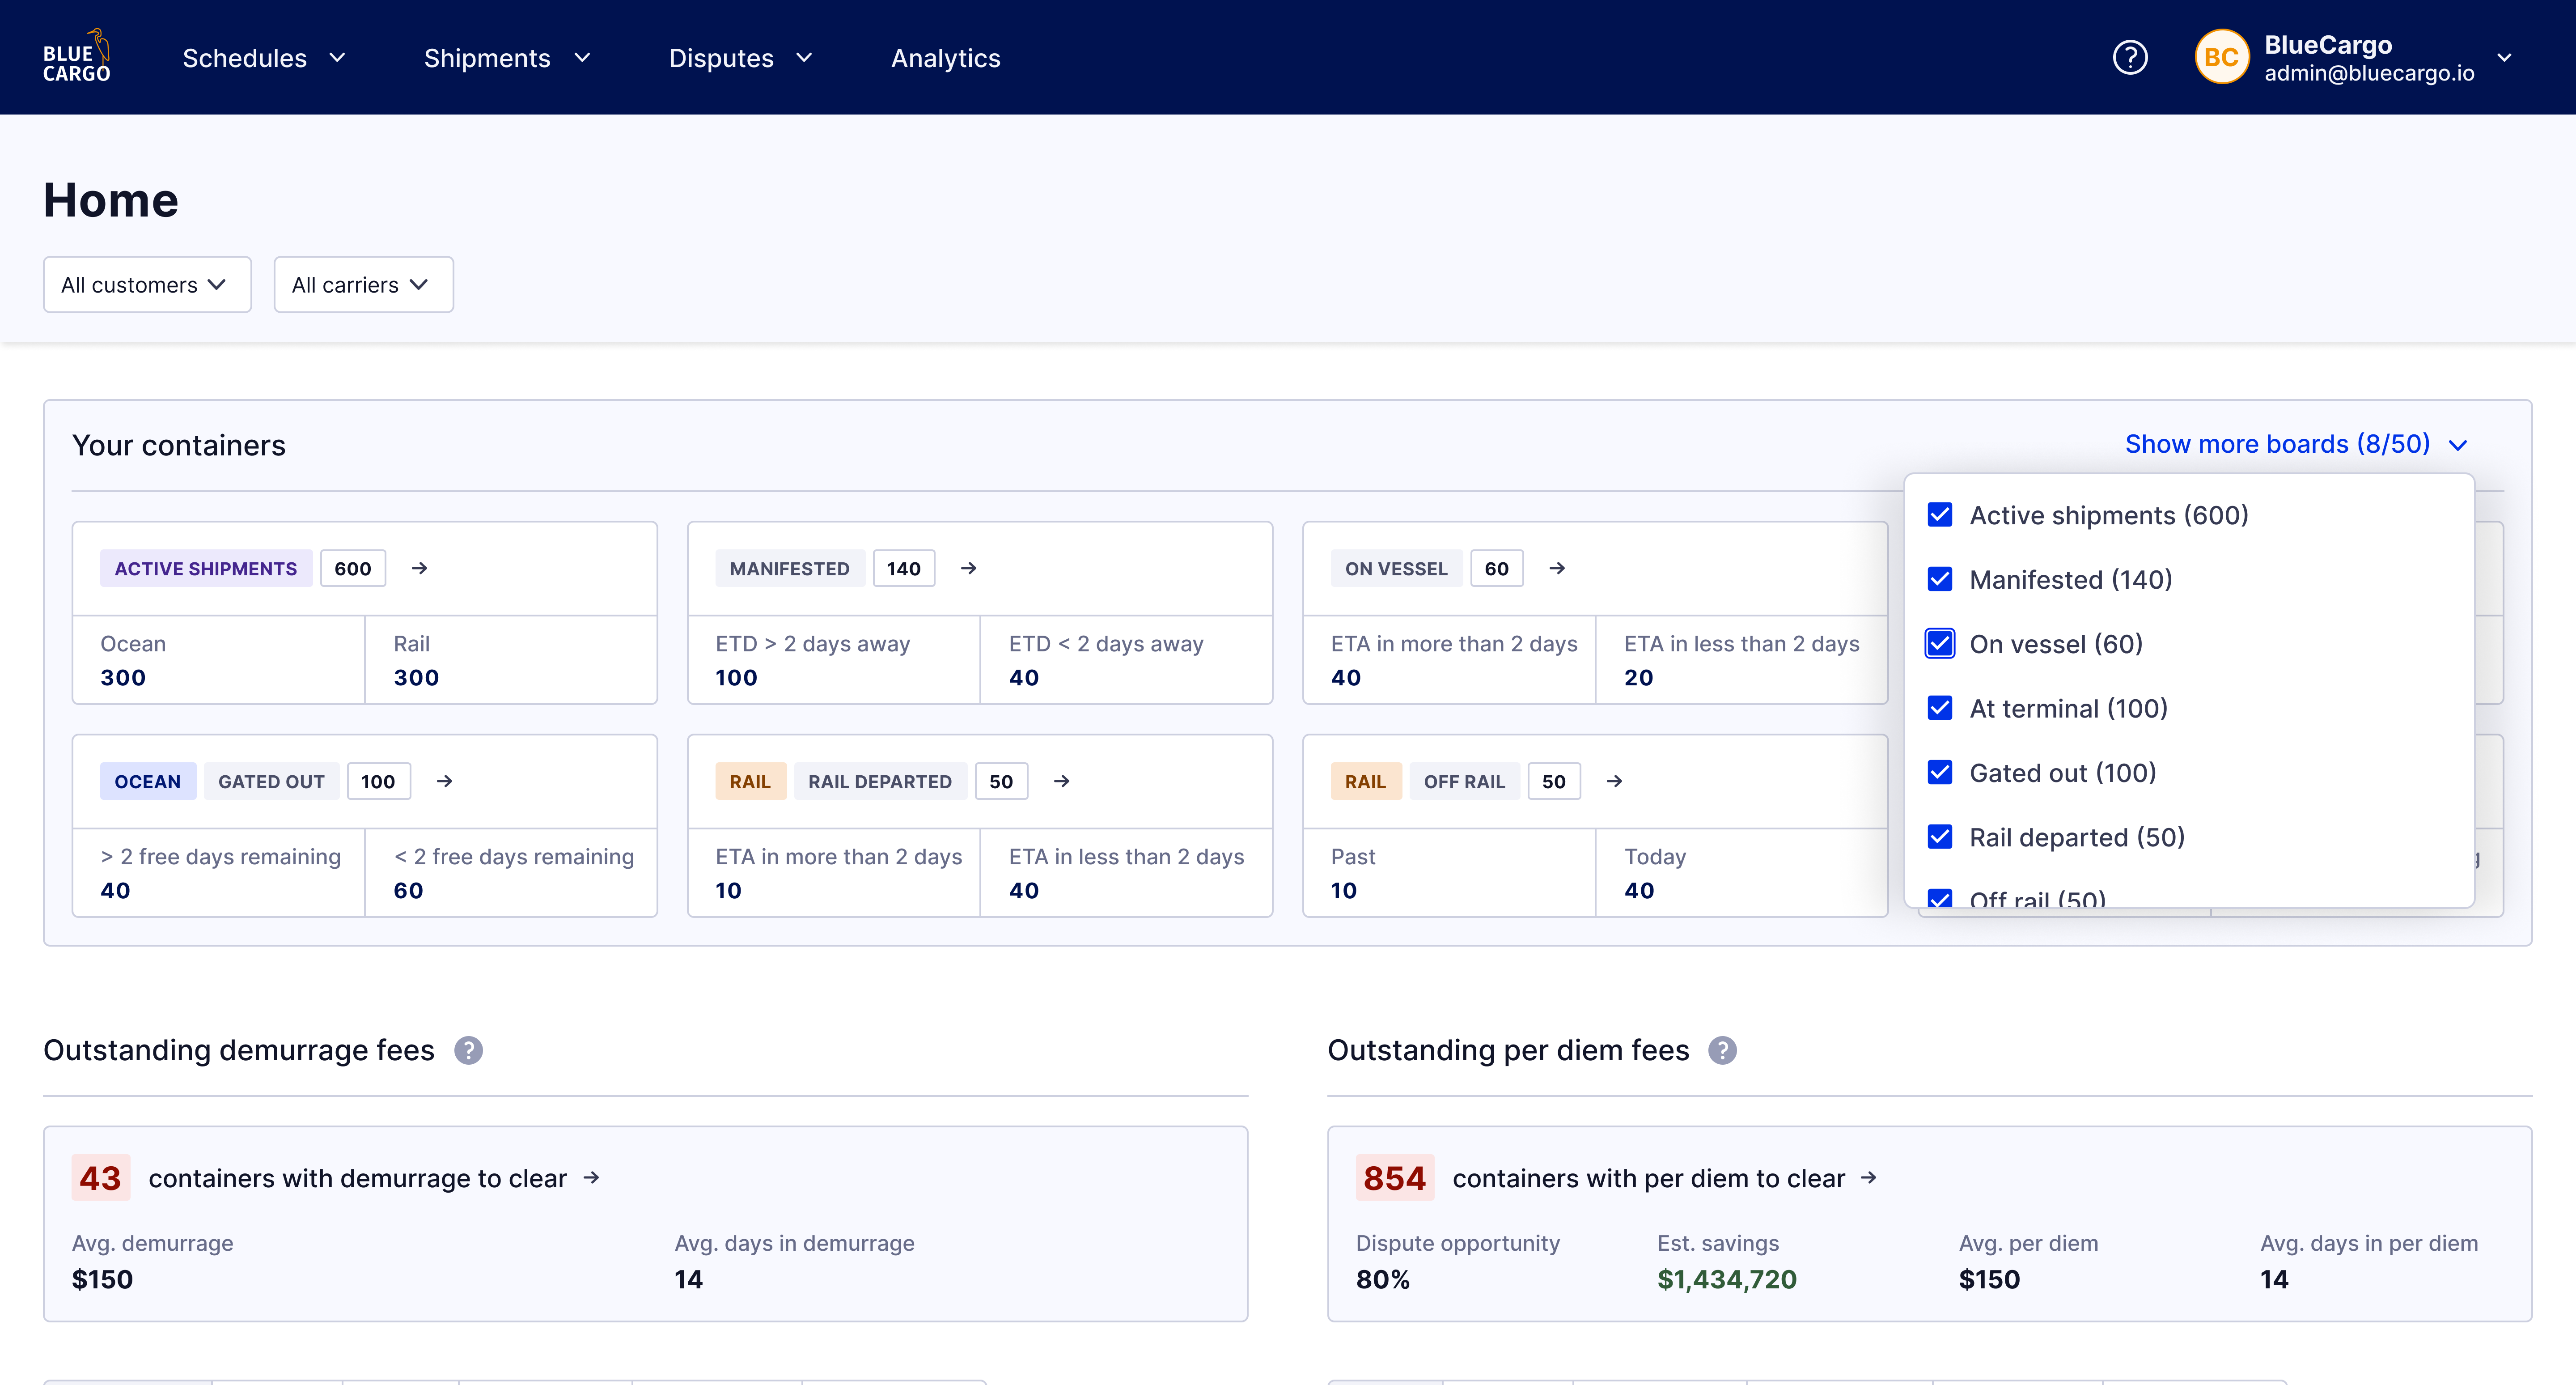 BLUE
CARGO
Schedules
Shipments
Disputes
Analytics
?
BC
BlueCargo
admin@bluecargo.io
Home
All customers
All carriers
Your containers
Show more boards (8/50)
ACTIVE SHIPMENTS 600 →
Ocean
300
Rail
300
MANIFESTED 140 →
ETD > 2 days away
100
ETD < 2 days away
40
ON VESSEL 60 →
ETA in more than 2 days
40
ETA in less than 2 days
20
Active shipments (600)
Manifested (140)
On vessel (60)
At terminal (100)
Gated out (100)
Rail departed (50)
Off rail (50)
OCEAN GATED OUT 100 →
> 2 free days remaining
40
< 2 free days remaining
60
RAIL RAIL DEPARTED 50 →
ETA in more than 2 days
10
ETA in less than 2 days
40
RAIL OFF RAIL 50 →
Past
10
Today
40
Outstanding demurrage fees ?
43 containers with demurrage to clear →
Avg. demurrage
$150
Avg. days in demurrage
14
Outstanding per diem fees ?
854 containers with per diem to clear →
Dispute opportunity
80%
Est. savings
$1,434,720
Avg. per diem
$150
Avg. days in per diem
14